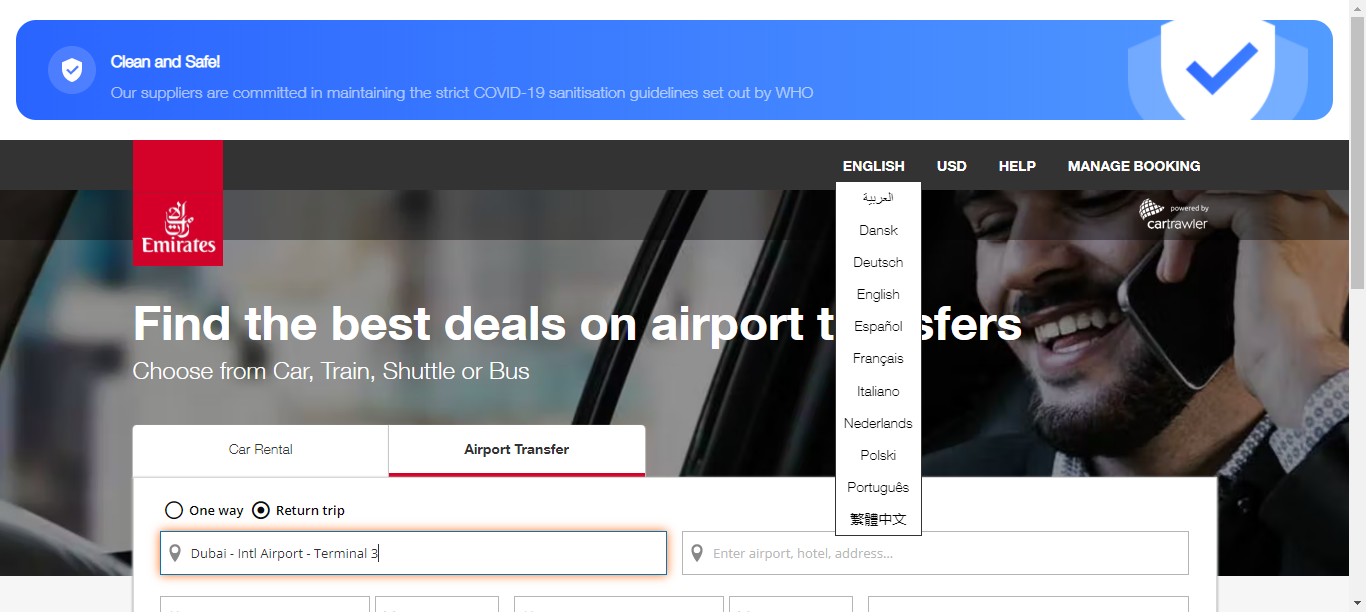 Clean and Safe!
Our suppliers are committed in maintaining the strict COVID-19 sanitisation guidelines set out by WHO
ENGLISH USD HELP MANAGE BOOKING
العربية
Dansk
Deutsch
English
Español
Français
Italiano
Nederlands
Polski
Português
繁體中文
powered by
cartrawler
Emirates
Find the best deals on airport t sfers
Choose from Car, Train, Shuttle or Bus
Car Rental Airport Transfer
One way Return trip
Dubai - Intl Airport - Terminal 3 Enter airport, hotel, address...